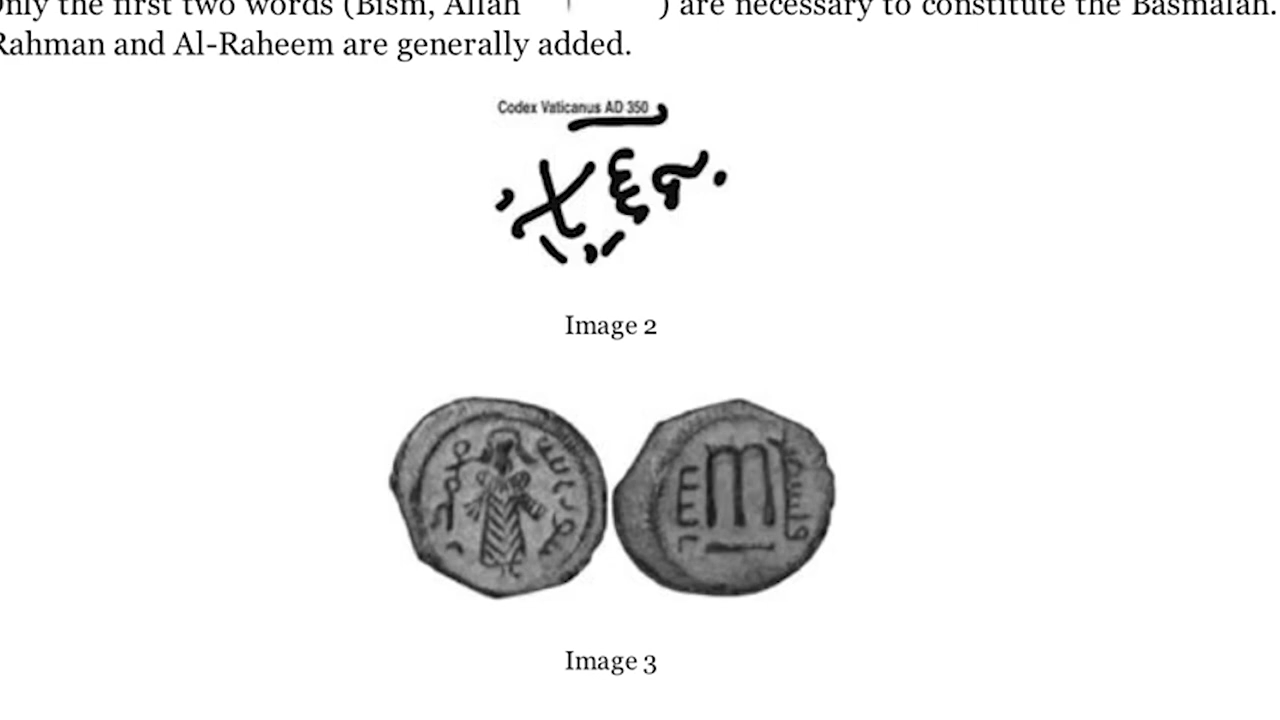 Only the first two words (Bism, Allah ) are necessary to constitute the Basmalah.
Rahman and Al-Raheem are generally added.
Codex Vaticanus AD 350
Image 2
Image 3